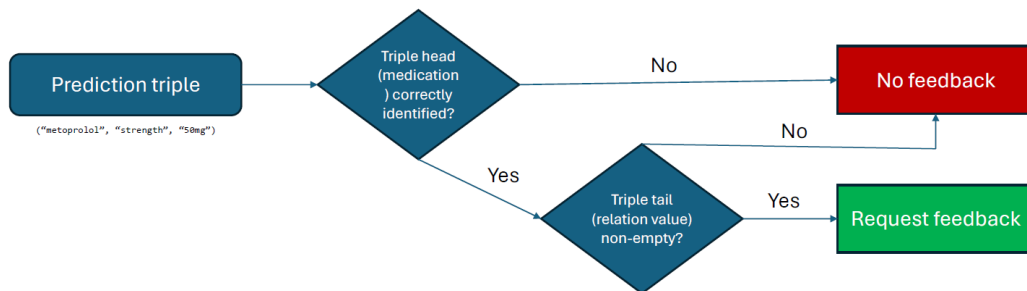 Prediction triple
(“metoprolol”, “strength”, “50mg”)
Triple head
(medication
) correctly
identified?
No
No feedback
Yes
No
Triple tail
(relation value)
non-empty?
Yes
Request feedback